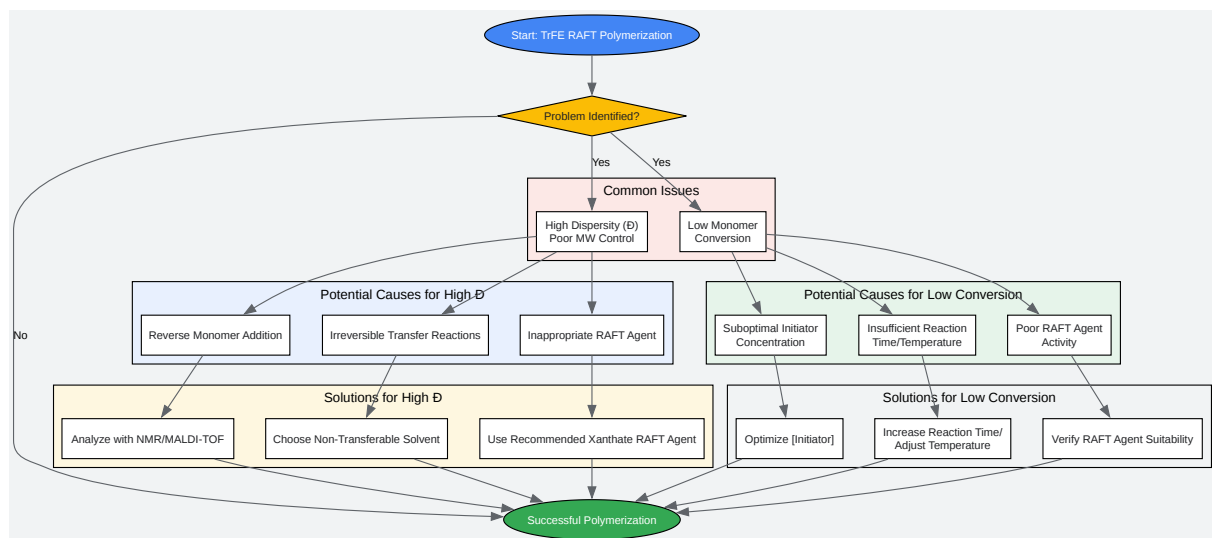 Start: TrFE RAFT Polymerization
Problem Identified?
Yes
Yes
Common Issues
High Dispersity (Đ)
Poor MW Control
Low Monomer
Conversion
Potential Causes for High Đ
Potential Causes for Low Conversion
Reverse Monomer Addition
Irreversible Transfer Reactions
Inappropriate RAFT Agent
Suboptimal Initiator
Concentration
Insufficient Reaction
Time/Temperature
Poor RAFT Agent
Activity
No
Solutions for High Đ
Solutions for Low Conversion
Analyze with NMR/MALDI-TOF
Choose Non-Transferable Solvent
Use Recommended Xanthate RAFT Agent
Optimize [Initiator]
Increase Reaction Time/
Adjust Temperature
Verify RAFT Agent Suitability
Successful Polymerization